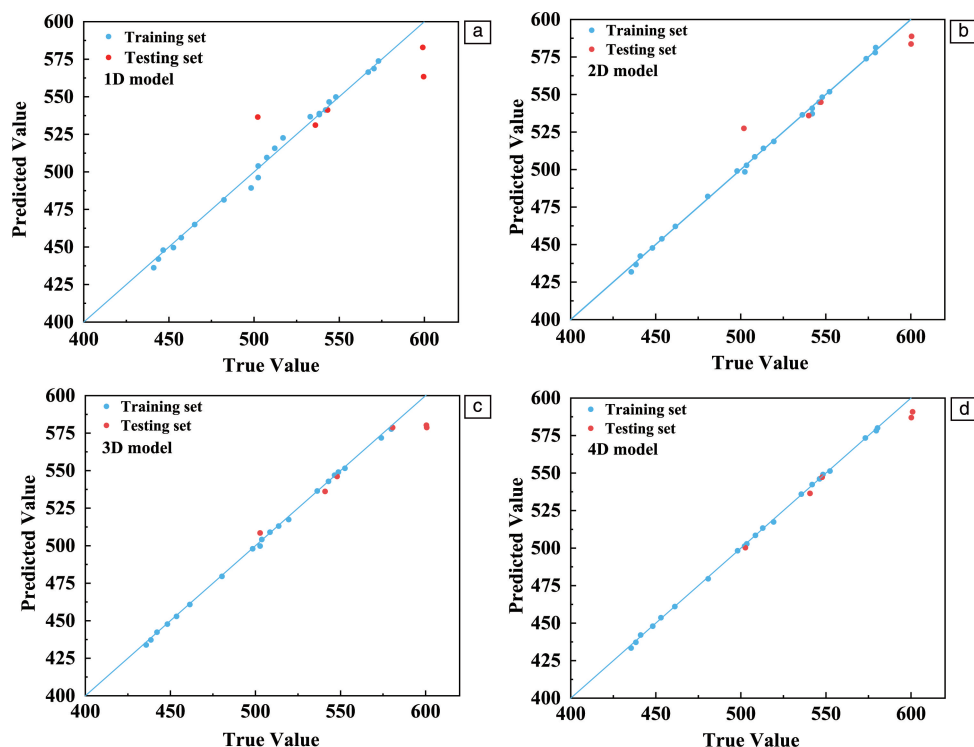 600
575
550
525
500
475
450
425
400
Predicted Value
Training set
Testing set
1D model
a
400 450 500 550 600
True Value
600
575
550
525
500
475
450
425
400
Predicted Value
Training set
Testing set
2D model
b
400 450 500 550 600
True Value
600
575
550
525
500
475
450
425
400
Predicted Value
Training set
Testing set
3D model
c
400 450 500 550 600
True Value
600
575
550
525
500
475
450
425
400
Predicted Value
Training set
Testing set
4D model
d
400 450 500 550 600
True Value